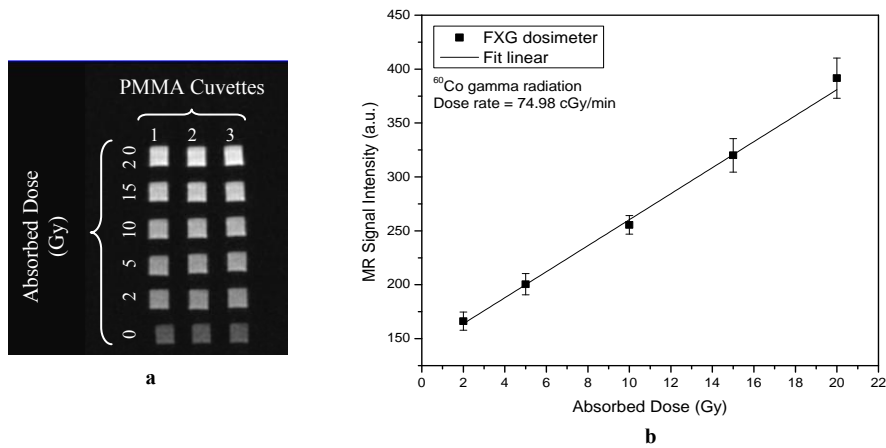 PMMA Cuvettes
1 2 3
Absorbed Dose
(Gy)
20
15
10
5
2
0
a
MR Signal Intensity (a.u.)
450
400
350
300
250
200
150
FXG dosimeter
Fit linear
⁶⁰Co gamma radiation
Dose rate = 74.98 cGy/min
0 2 4 6 8 10 12 14 16 18 20 22
Absorbed Dose (Gy)
b